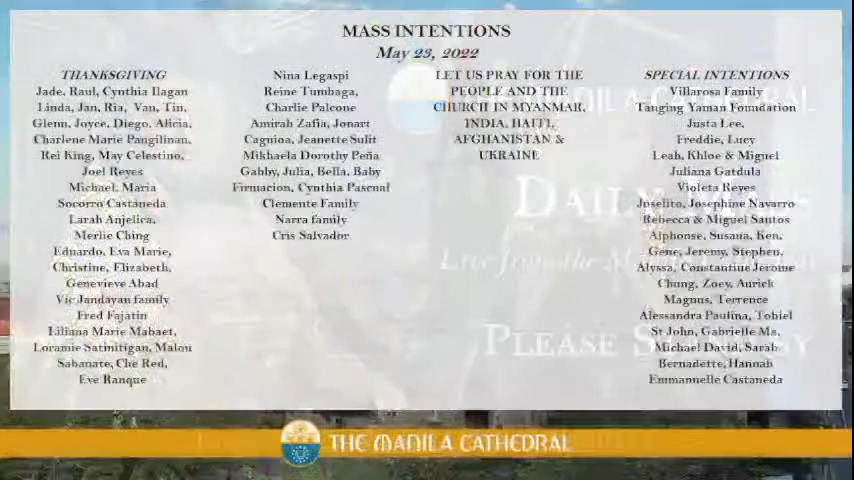 MASS INTENTIONS
May 23, 2022
THANKSGIVING
Jade, Raul, Cynthia Ilagan
Linda, Jan, Ria, Van, Tin,
Glenn, Joyce, Diego, Alicia,
Charlene Marie Pangilinan,
Rei King, May Celestino,
Joel Reyes
Michael, Maria
Socorro Castaneda
Larah Anjelica,
Merlie Ching
Eduardo, Eva Marie,
Christine, Elizabeth,
Genevieve Abad
Vic Jandayan family
Fred Fajatin
Liliana Marie Mabaet,
Loramie Satinitigan, Malou
Sabanate, Che Red,
Eve Ranque
Nina Legaspi
Reine Tumbaga,
Charlie Palcone
Amirah Zafia, Jonart
Caguioa, Jeanette Sulit
Mikhaela Dorothy Peña
Gabby, Julia, Bella, Baby
Firmacion, Cynthia Pascual
Clemente Family
Narra family
Cris Salvador
LET US PRAY FOR THE
PEOPLE AND THE
CHURCH IN MYANMAR,
INDIA, HAITI,
AFGHANISTAN &
UKRAINE
SPECIAL INTENTIONS
Villarosa Family
Tanging Yaman Foundation
Justa Lee,
Freddie, Lucy
Leah, Khloe & Miguel
Juliana Gatdula
Violeta Reyes
Joselito, Josephine Navarro
Rebecca & Miguel Santos
Alphonse, Susana, Ken,
Gene, Jeremy, Stephen,
Alyssa, Constantine Jerome
Chung, Zoey, Aurick
Magnus, Terrence
Alessandra Paulina, Tobiel
St John, Gabrielle Ma.
Michael David, Sarah
Bernadette, Hannah
Emmannelle Castaneda
CATHEDRAL
DAILY
Live from the
PLEASE
THE MANILA CATHEDRAL